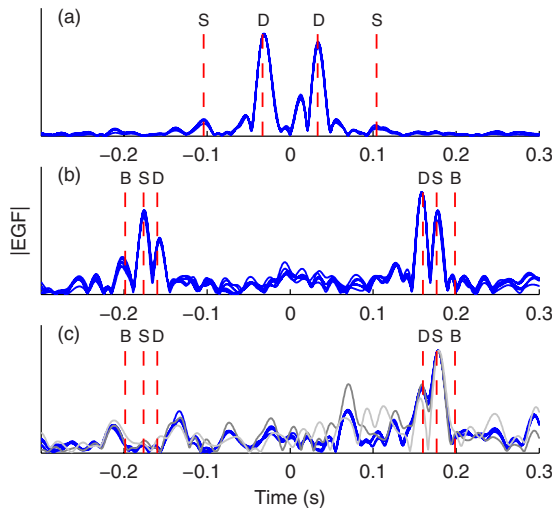 (a)
S D D S
−0.2 −0.1 0 0.1 0.2 0.3
(b)
B S D D S B
|EGF|
−0.2 −0.1 0 0.1 0.2 0.3
(c)
B S D D S B
−0.2 −0.1 0 0.1 0.2 0.3
Time (s)